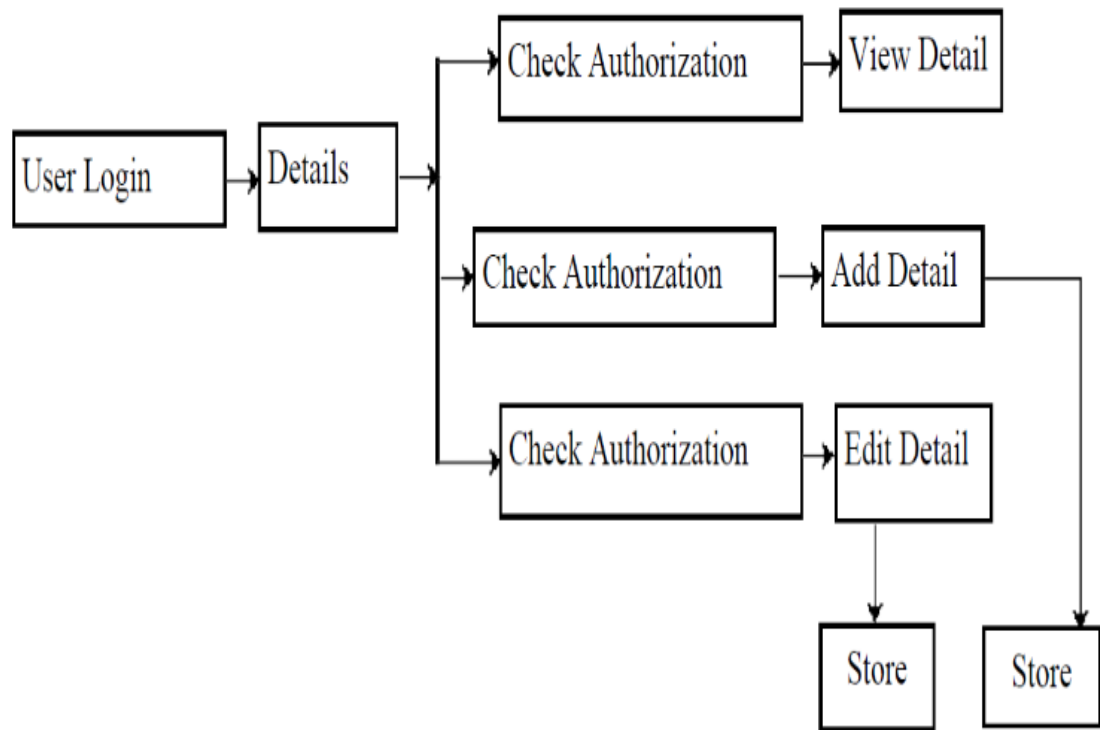 Check Authorization
View Detail
User Login
Details
Check Authorization
Add Detail
Check Authorization
Edit Detail
Store
Store